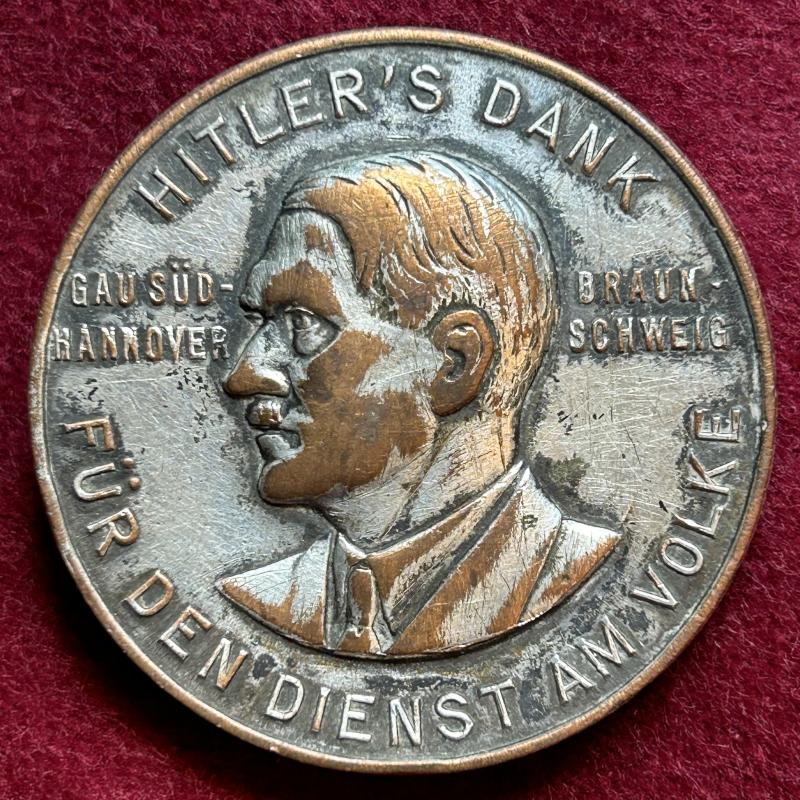 HITLER'S DANK
GAU SÜD-
HANNOVER
BRAUN-
SCHWEIG
FÜR DEN DIENST AM VOLKE